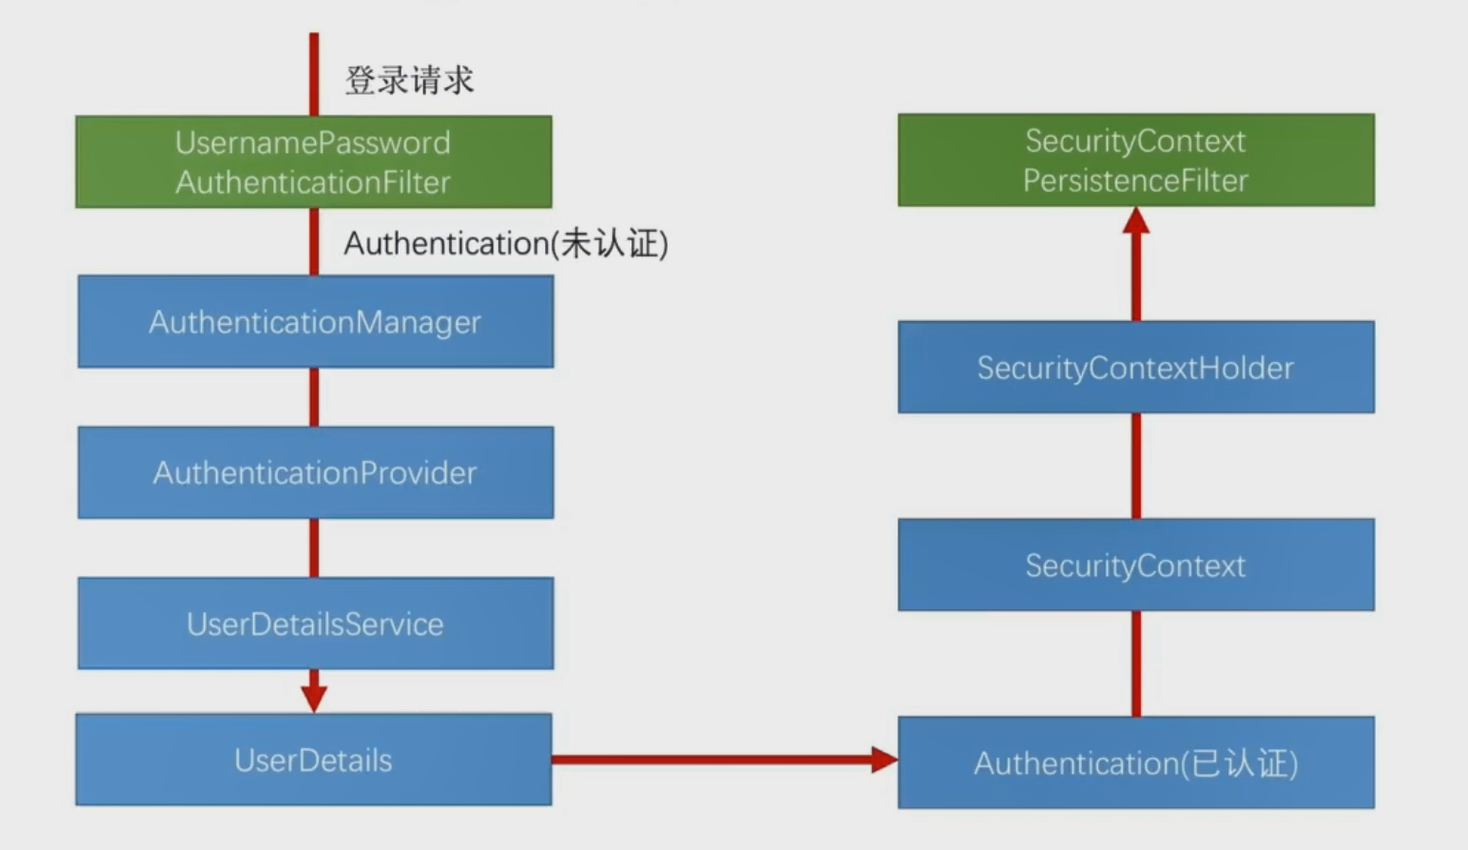 登录请求
UsernamePassword
AuthenticationFilter
Authentication(未认证)
AuthenticationManager
AuthenticationProvider
UserDetailsService
UserDetails
Authentication(已认证)
SecurityContext
SecurityContextHolder
SecurityContext
PersistenceFilter